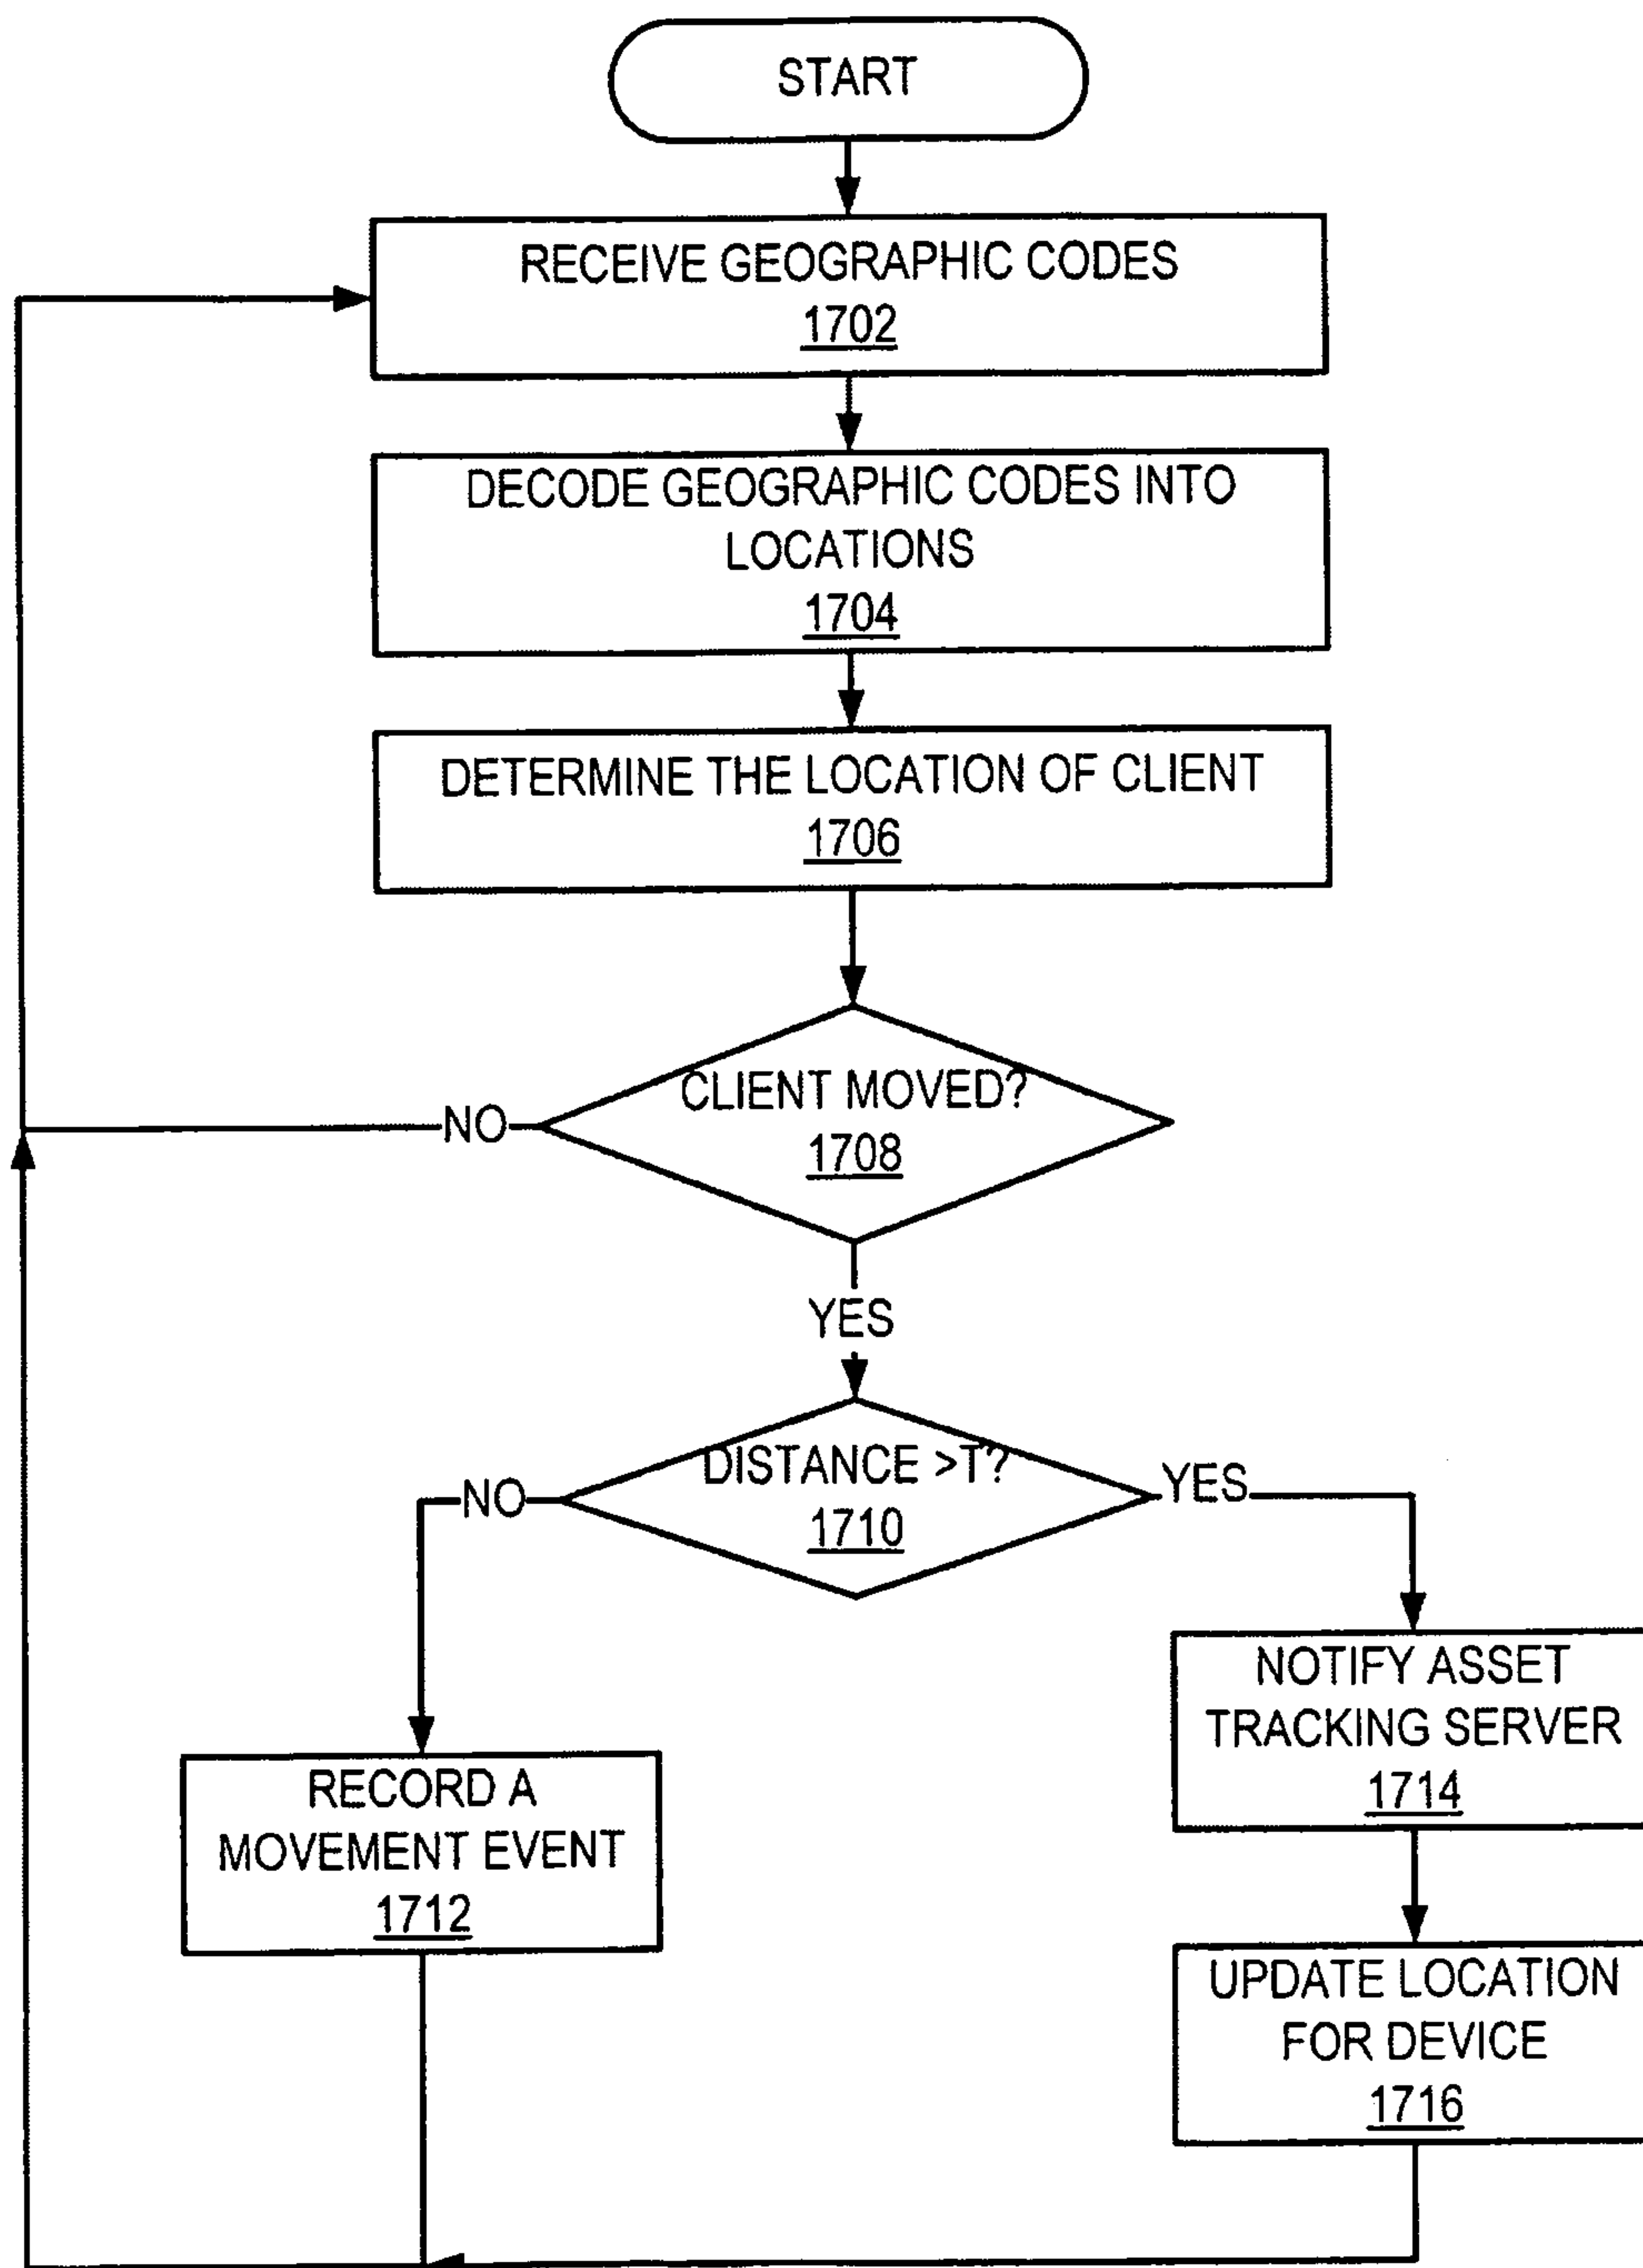 START
RECEIVE GEOGRAPHIC CODES
1702
DECODE GEOGRAPHIC CODES INTO
LOCATIONS
1704
DETERMINE THE LOCATION OF CLIENT
1706
CLIENT MOVED?
1708
NO
YES
DISTANCE >T?
1710
NO
YES
RECORD A
MOVEMENT EVENT
1712
NOTIFY ASSET
TRACKING SERVER
1714
UPDATE LOCATION
FOR DEVICE
1716